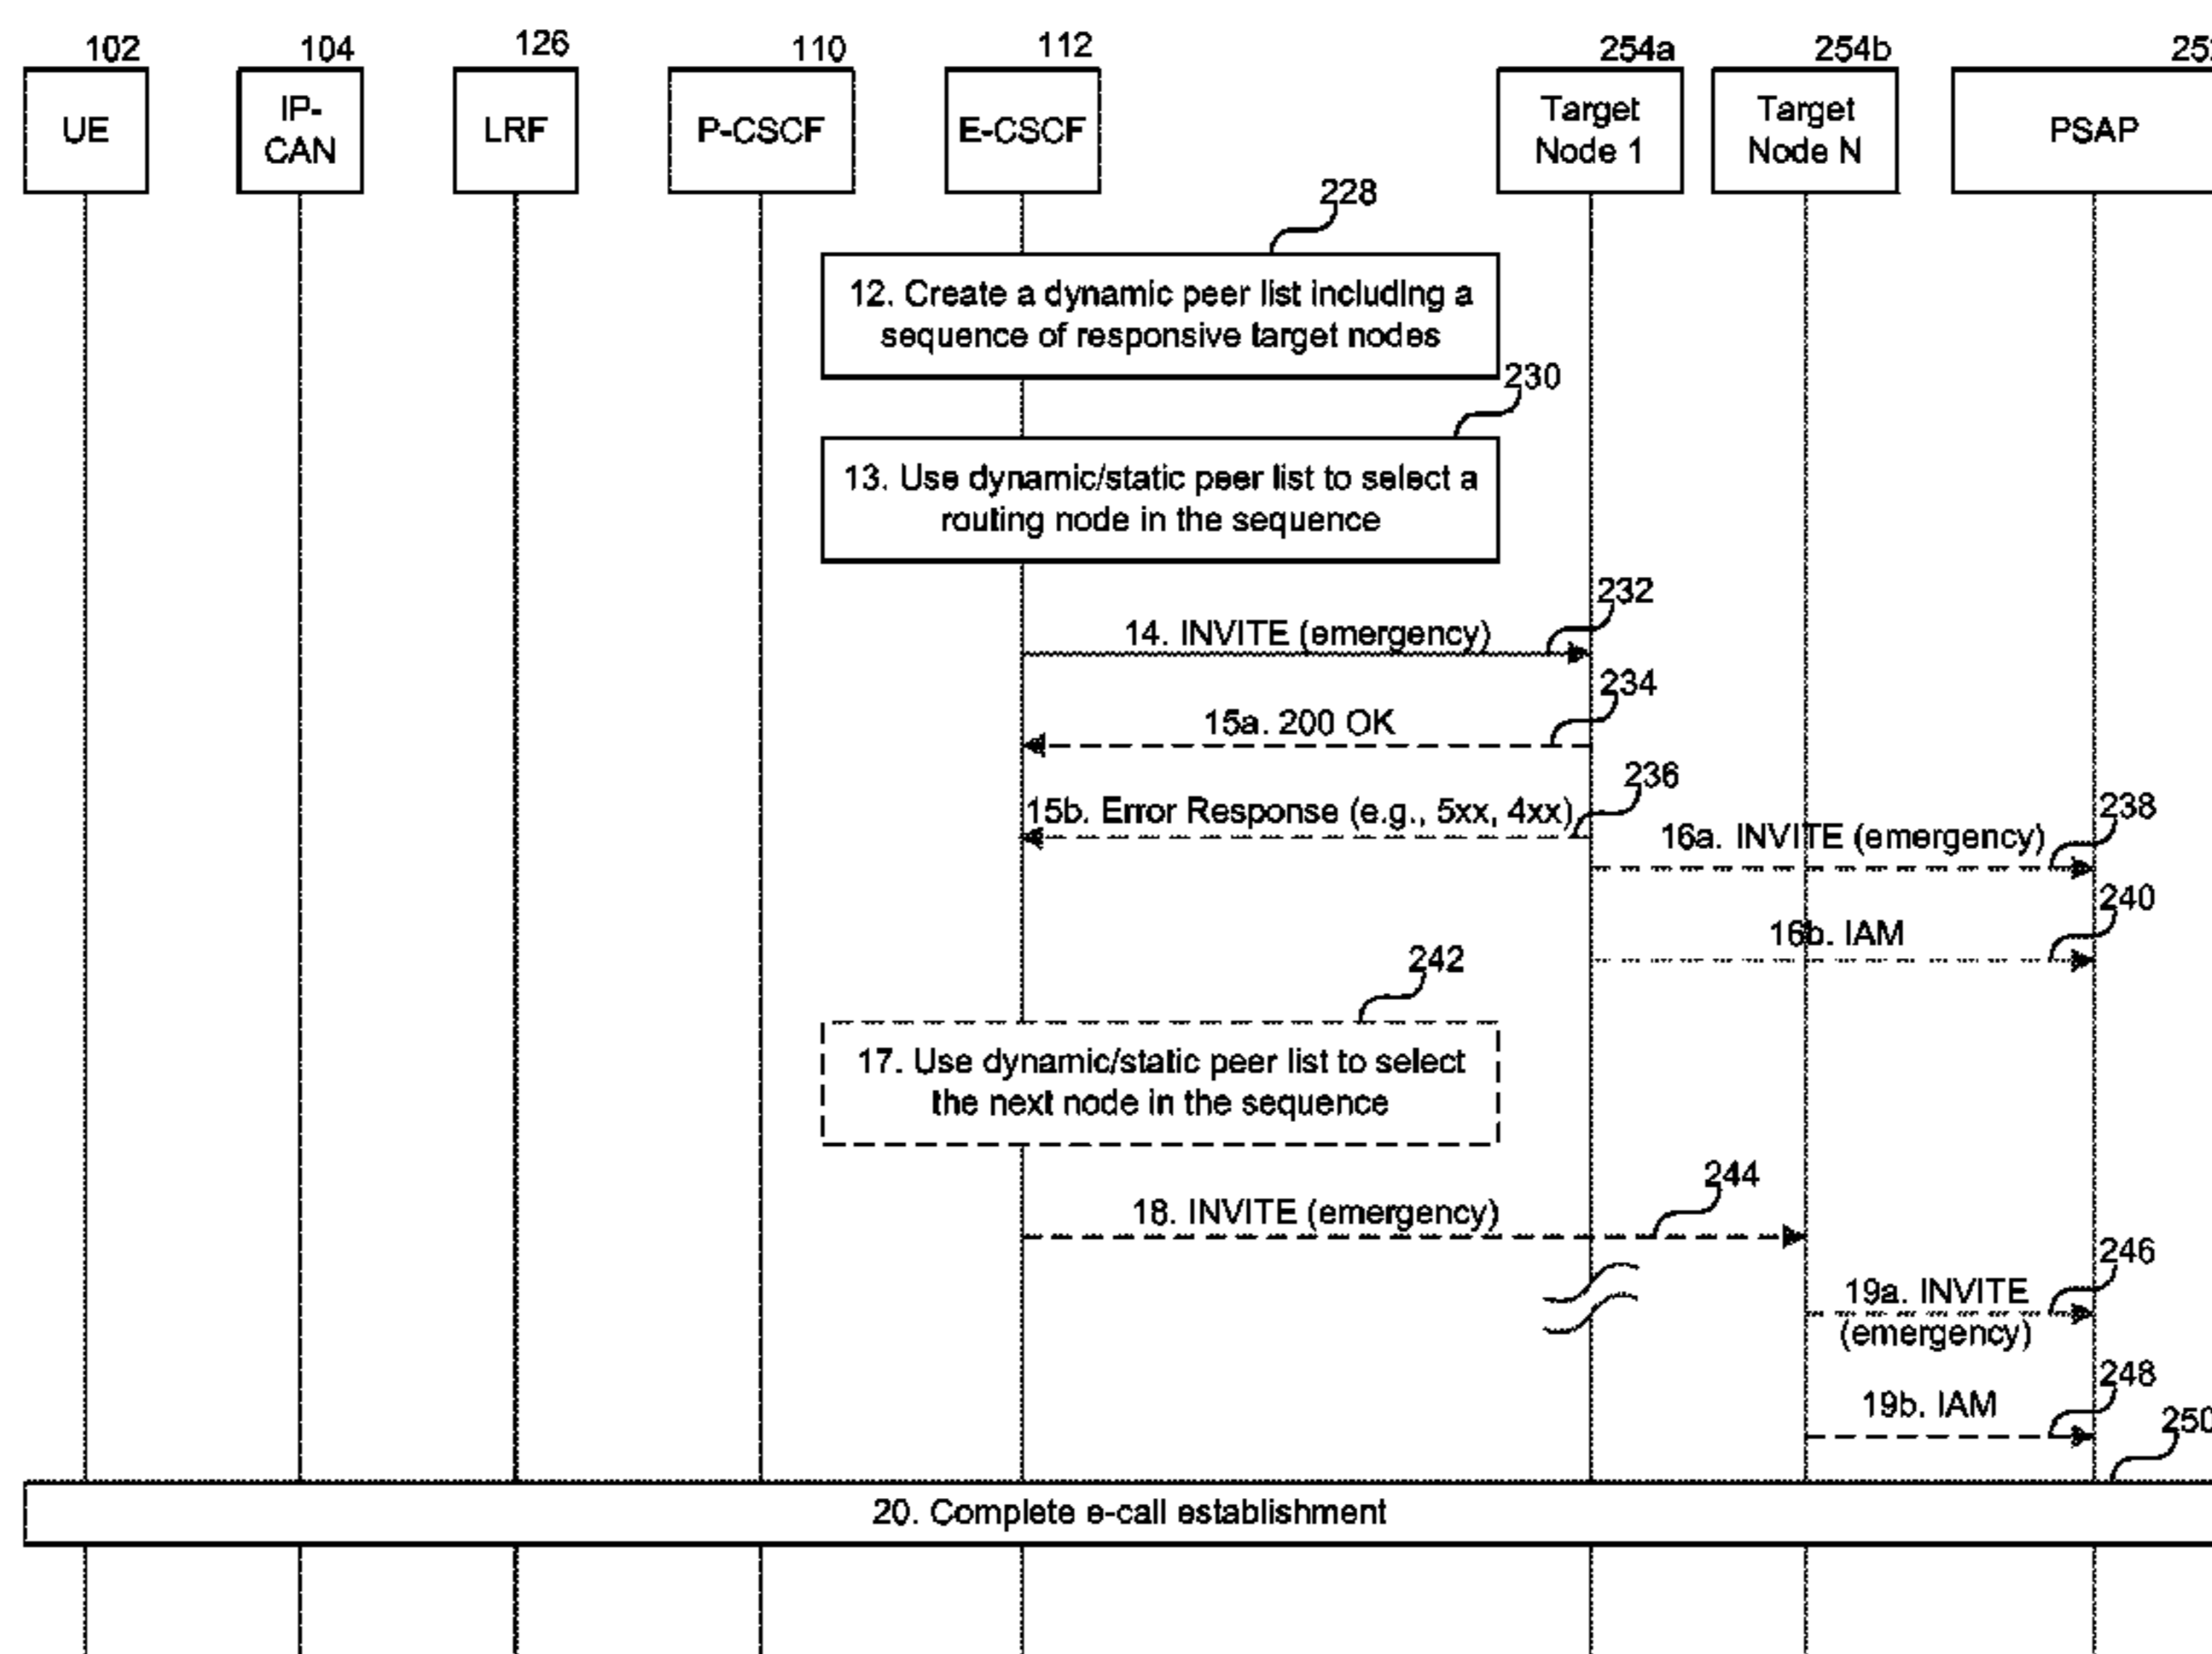 102
104
126
110
112
254a
254b
UE
IP-
CAN
LRF
P-CSCF
E-CSCF
Target
Node 1
Target
Node N
PSAP
228
12. Create a dynamic peer list including a
sequence of responsive target nodes
230
13. Use dynamic/static peer list to select a
routing node in the sequence
232
14. INVITE (emergency)
234
15a. 200 OK
236
15b. Error Response (e.g., 5xx, 4xx)
238
16a. INVITE (emergency)
240
16b. IAM
242
17. Use dynamic/static peer list to select
the next node in the sequence
244
18. INVITE (emergency)
246
19a. INVITE
(emergency)
248
19b. IAM
250
20. Complete e-call establishment